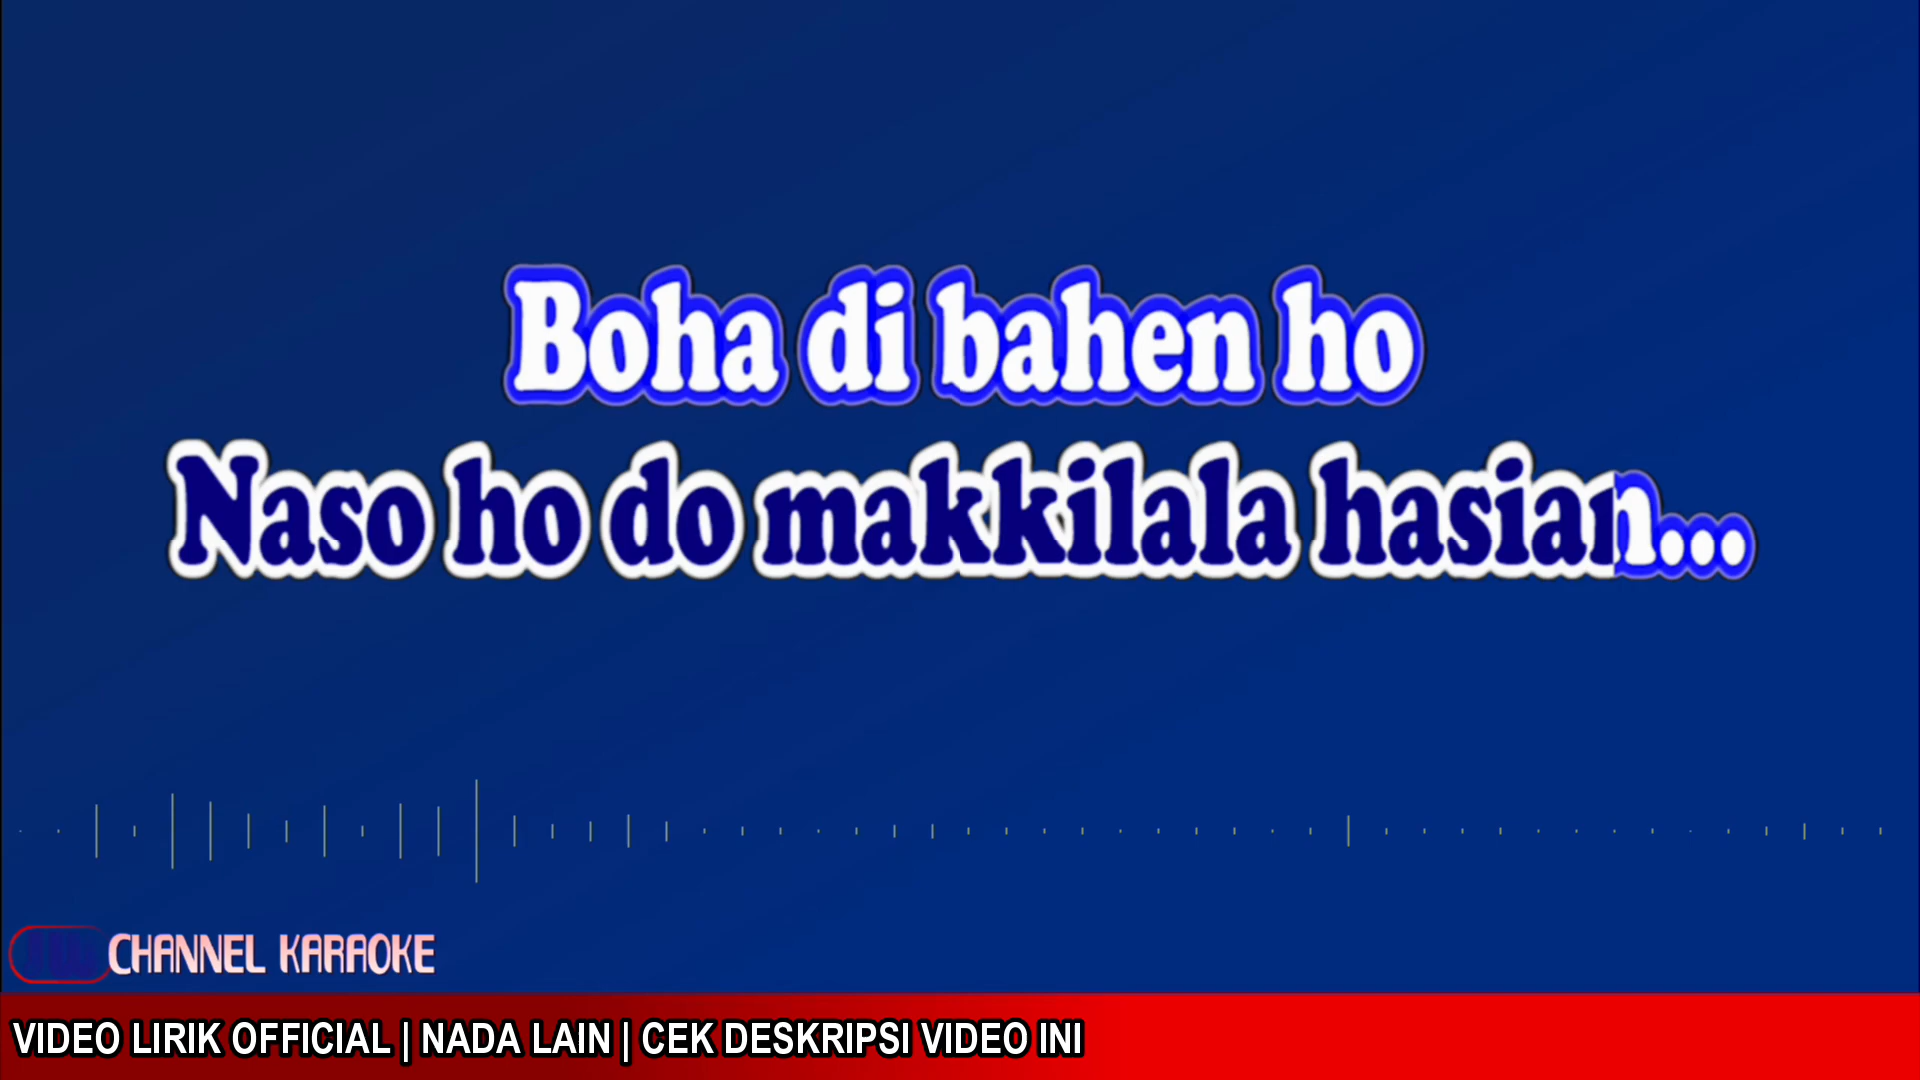 Boha di bahen ho
Naso ho do makkilala hasian...
CHANNEL KARAOKE
VIDEO LIRIK OFFICIAL | NADA LAIN | CEK DESKRIPSI VIDEO INI